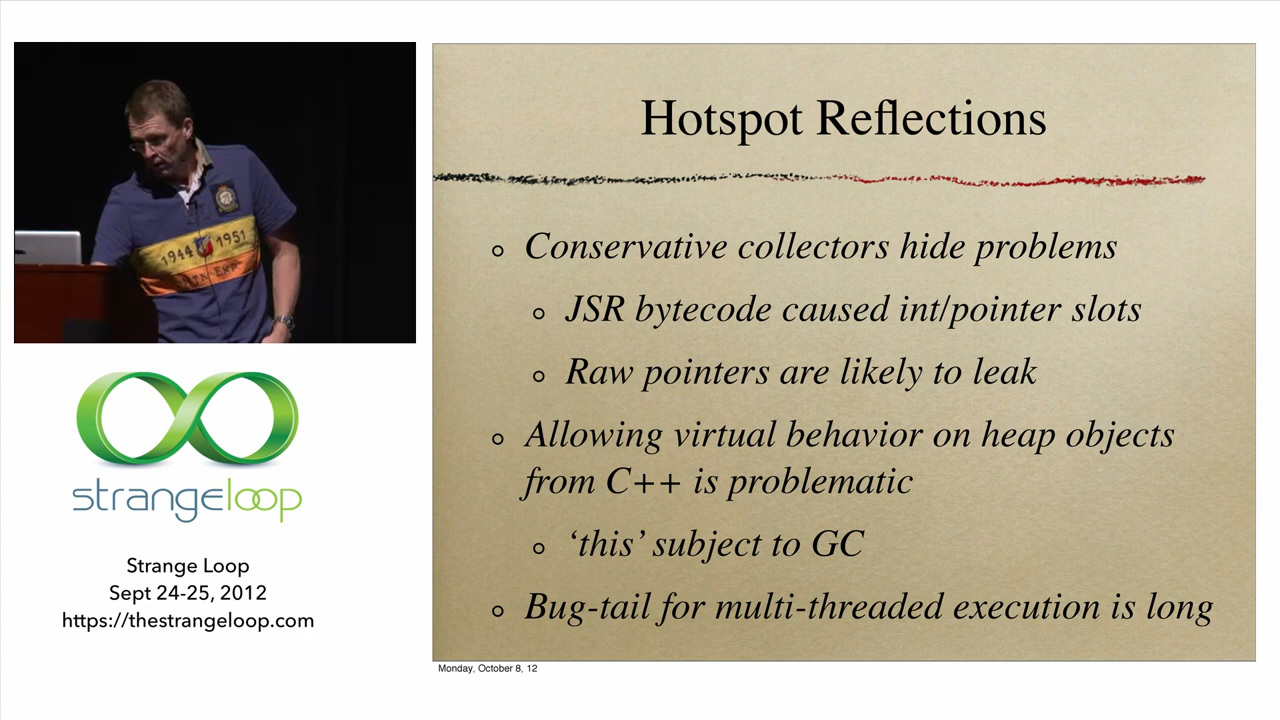 1944 1951
strangeloop
Strange Loop
Sept 24-25, 2012
https://thestrangeloop.com
Hotspot Reflections
Conservative collectors hide problems
JSR bytecode caused int/pointer slots
Raw pointers are likely to leak
Allowing virtual behavior on heap objects
from C++ is problematic
‘this’ subject to GC
Bug-tail for multi-threaded execution is long
Monday, October 8, 12